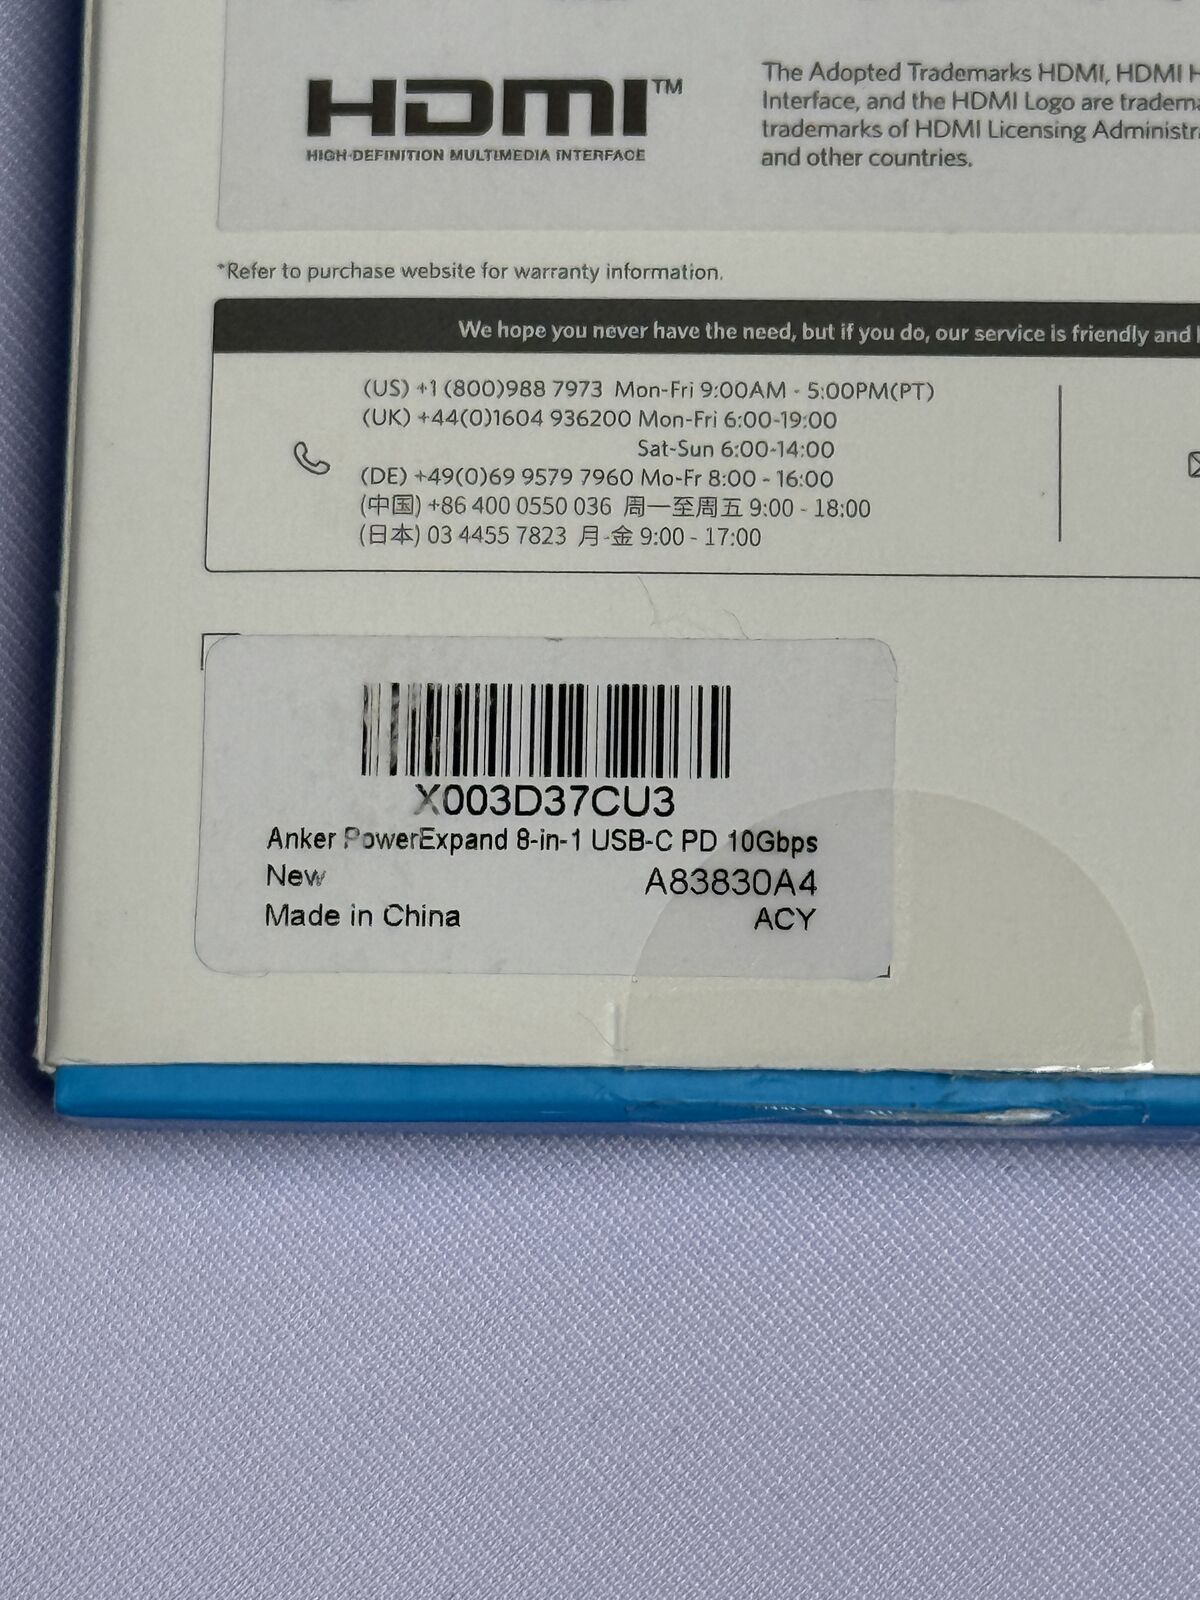 HDMI™
HIGH-DEFINITION MULTIMEDIA INTERFACE
The Adopted Trademarks HDMI, HDMI H
Interface, and the HDMI Logo are tradema
trademarks of HDMI Licensing Administra
and other countries.
*Refer to purchase website for warranty information.
We hope you never have the need, but if you do, our service is friendly and
(US) +1 (800)988 7973 Mon-Fri 9:00AM - 5:00PM(PT)
(UK) +44(0)1604 936200 Mon-Fri 6:00-19:00
Sat-Sun 6:00-14:00
(DE) +49(0)69 9579 7960 Mo-Fr 8:00 - 16:00
(中国) +86 400 0550 036 周一至周五 9:00 - 18:00
(日本) 03 4455 7823 月-金 9:00 - 17:00
X003D37CU3
Anker PowerExpand 8-in-1 USB-C PD 10Gbps
New
A83830A4
Made in China
ACY